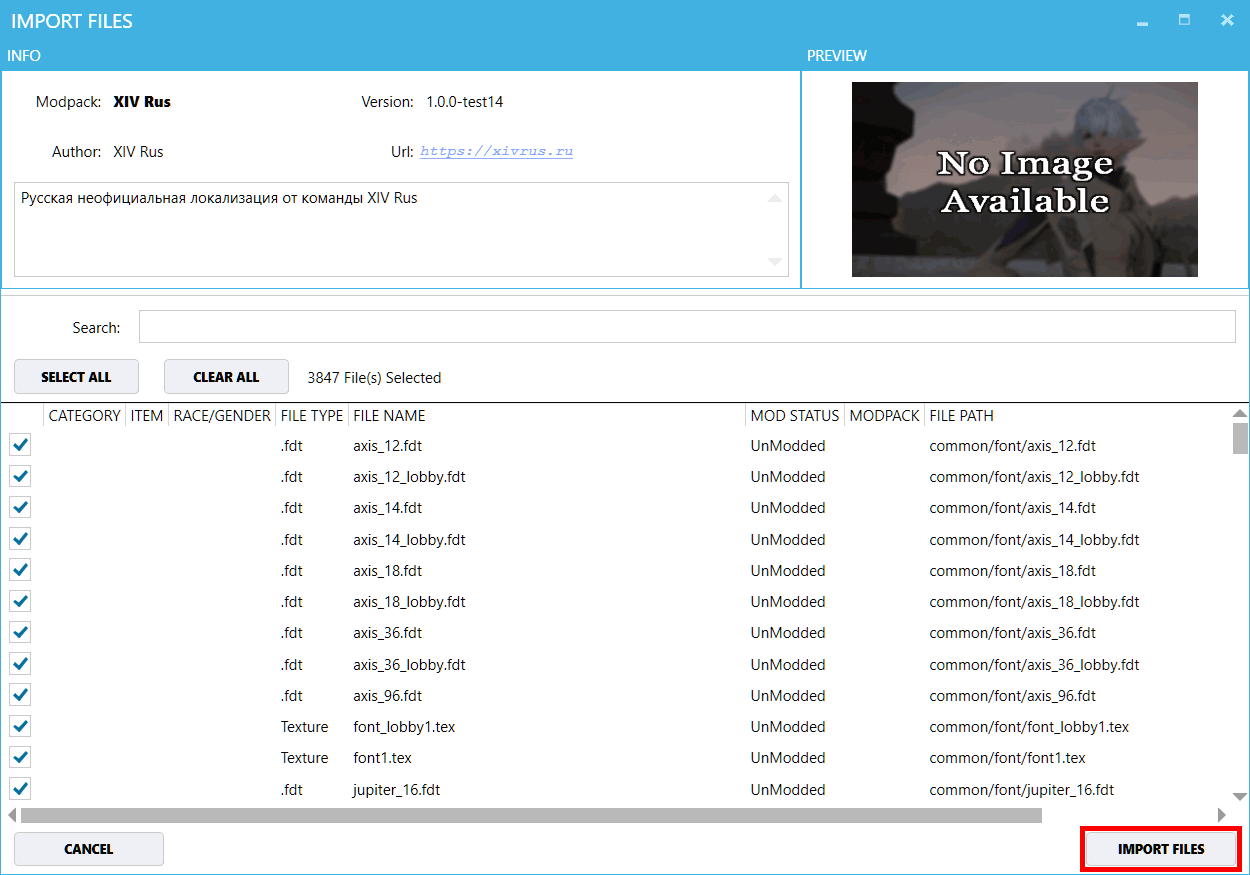 IMPORT FILES
INFO
PREVIEW
Modpack: XIV Rus
Version: 1.0.0-test14
Author: XIV Rus
Url: https://xivrus.ru
Русская неофициальная локализация от команды XIV Rus
No Image
Available
Search:
SELECT ALL
CLEAR ALL
3847 File(s) Selected
CATEGORY ITEM RACE/GENDER FILE TYPE FILE NAME MOD STATUS MODPACK FILE PATH
.fdt axis_12.fdt UnModded common/font/axis_12.fdt
.fdt axis_12_lobby.fdt UnModded common/font/axis_12_lobby.fdt
.fdt axis_14.fdt UnModded common/font/axis_14.fdt
.fdt axis_14_lobby.fdt UnModded common/font/axis_14_lobby.fdt
.fdt axis_18.fdt UnModded common/font/axis_18.fdt
.fdt axis_18_lobby.fdt UnModded common/font/axis_18_lobby.fdt
.fdt axis_36.fdt UnModded common/font/axis_36.fdt
.fdt axis_36_lobby.fdt UnModded common/font/axis_36_lobby.fdt
.fdt axis_96.fdt UnModded common/font/axis_96.fdt
Texture font_lobby1.tex UnModded common/font/font_lobby1.tex
Texture font1.tex UnModded common/font/font1.tex
.fdt jupiter_16.fdt UnModded common/font/jupiter_16.fdt
CANCEL
IMPORT FILES